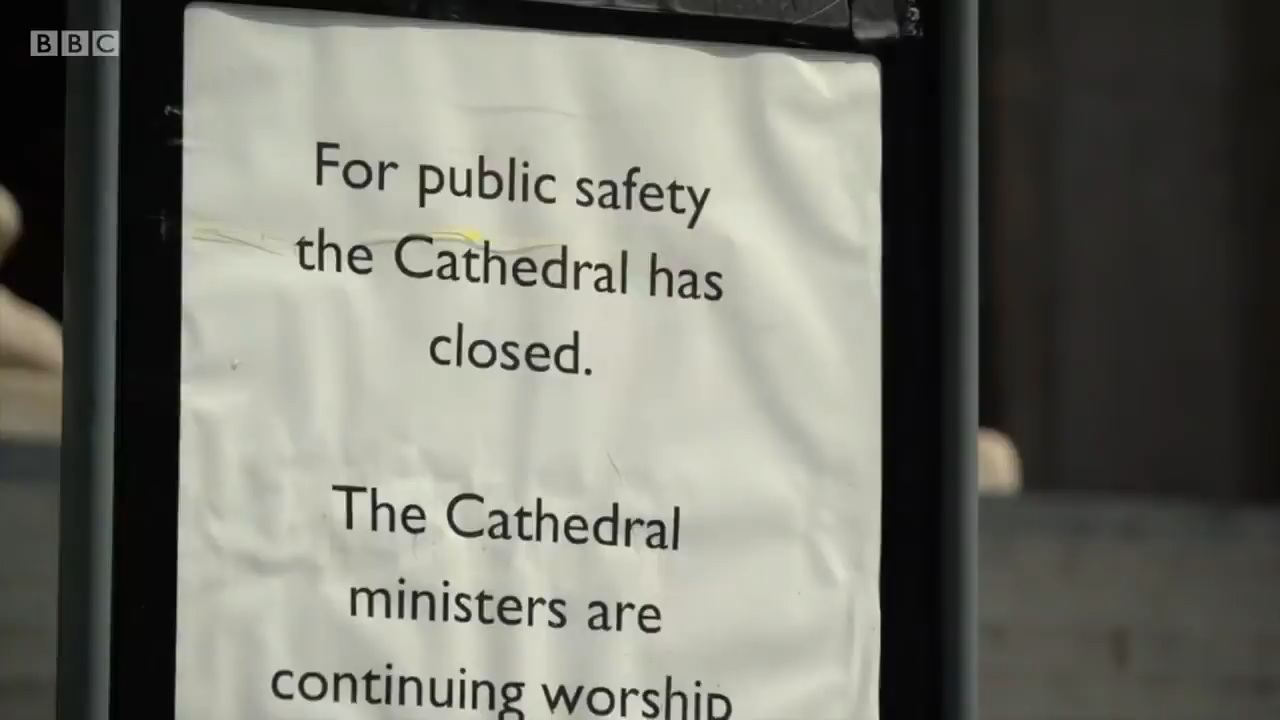 BBC
For public safety
the Cathedral has
closed.
The Cathedral
ministers are
continuing worship